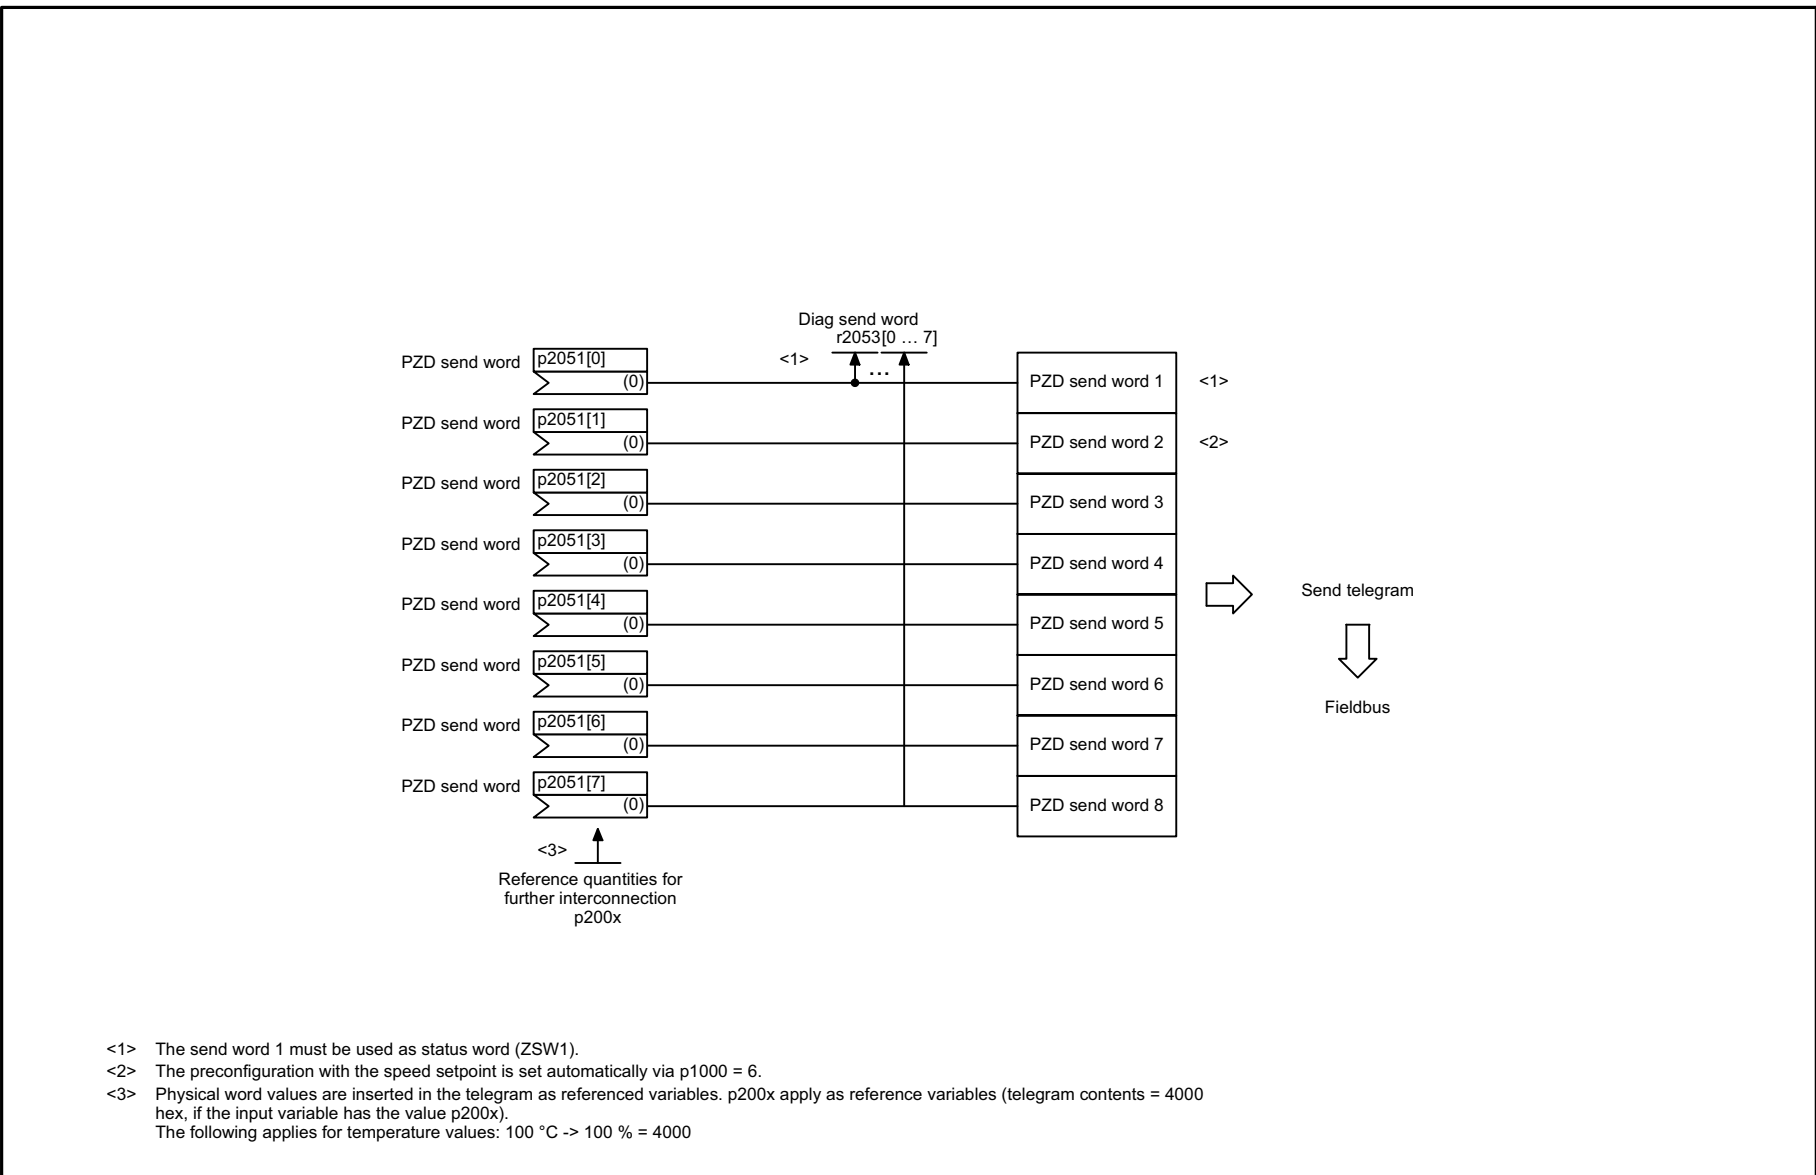 Diag send word
r2053[0 … 7]
PZD send word
p2051[0]
(0)
<1>
...
PZD send word 1
<1>
PZD send word
p2051[1]
(0)
PZD send word 2
<2>
PZD send word
p2051[2]
(0)
PZD send word 3
PZD send word
p2051[3]
(0)
PZD send word 4
PZD send word
p2051[4]
(0)
PZD send word 5
Send telegram
PZD send word
p2051[5]
(0)
PZD send word 6
Fieldbus
PZD send word
p2051[6]
(0)
PZD send word 7
PZD send word
p2051[7]
(0)
PZD send word 8
<3>
Reference quantities for
further interconnection
p200x
<1> The send word 1 must be used as status word (ZSW1).
<2> The preconfiguration with the speed setpoint is set automatically via p1000 = 6.
<3> Physical word values are inserted in the telegram as referenced variables. p200x apply as reference variables (telegram contents = 4000
hex, if the input variable has the value p200x).
The following applies for temperature values: 100 °C -> 100 % = 4000